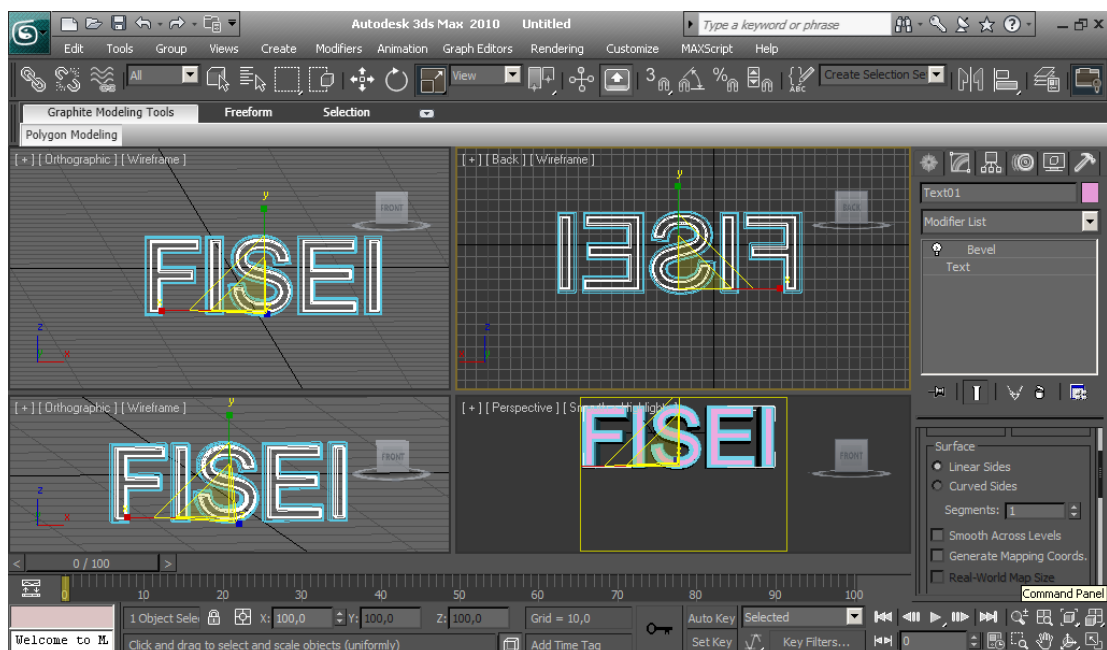 Autodesk 3ds Max 2010 Untitled
Type a keyword or phrase
Edit Tools Group Views Create Modifiers Animation Graph Editors Rendering Customize MAXScript Help
All
View
3
Create Selection Se
Graphite Modeling Tools Freeform Selection
Polygon Modeling
[ + ] [ Orthographic ] [ Wireframe ]
y
FRONT
FISEI
z
x
[ + ] [ Back ] [ Wireframe ]
y
BACK
FISEI
z
x
Text01
Modifier List
Bevel
Text
[ + ] [ Orthographic ] [ Wireframe ]
y
FRONT
FISEI
z
x
[ + ] [ Perspective ]
FISEI
FRONT
Surface
Linear Sides
Curved Sides
Segments: 1
Smooth Across Levels
Generate Mapping Coords.
Real-World Map Size
Command Panel
< 0 / 100 >
0 10 20 30 40 50 60 70 80 90 100
1 Object Sele X: 100,0 Y: 100,0 Z: 100,0 Grid = 10,0 Auto Key Selected
Welcome to M
Click and drag to select and scale objects (uniformly) Add Time Tag Set Key Key Filters... 0